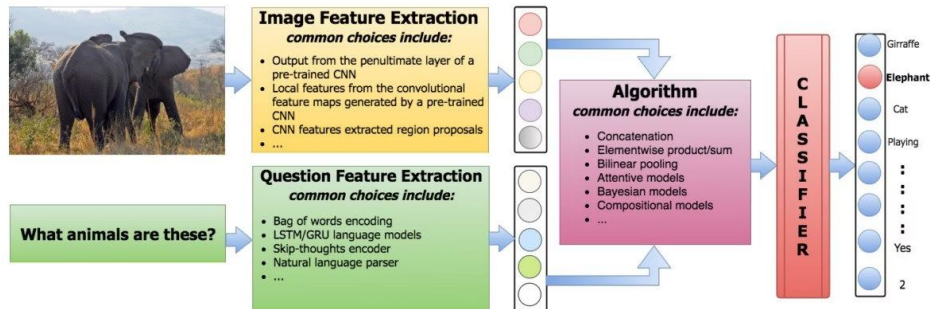 Image Feature Extraction
common choices include:
• Output from the penultimate layer of a
pre-trained CNN
• Local features from the convolutional
feature maps generated by a pre-trained
CNN
• CNN features extracted region proposals
• ...
What animals are these?
Question Feature Extraction
common choices include:
• Bag of words encoding
• LSTM/GRU language models
• Skip-thoughts encoder
• Natural language parser
• ...
Algorithm
common choices include:
• Concatenation
• Elementwise product/sum
• Bilinear pooling
• Attentive models
• Bayesian models
• Compositional models
• ...
CLASSIFIER
Giraffe
Elephant
Cat
Playing
Yes
2